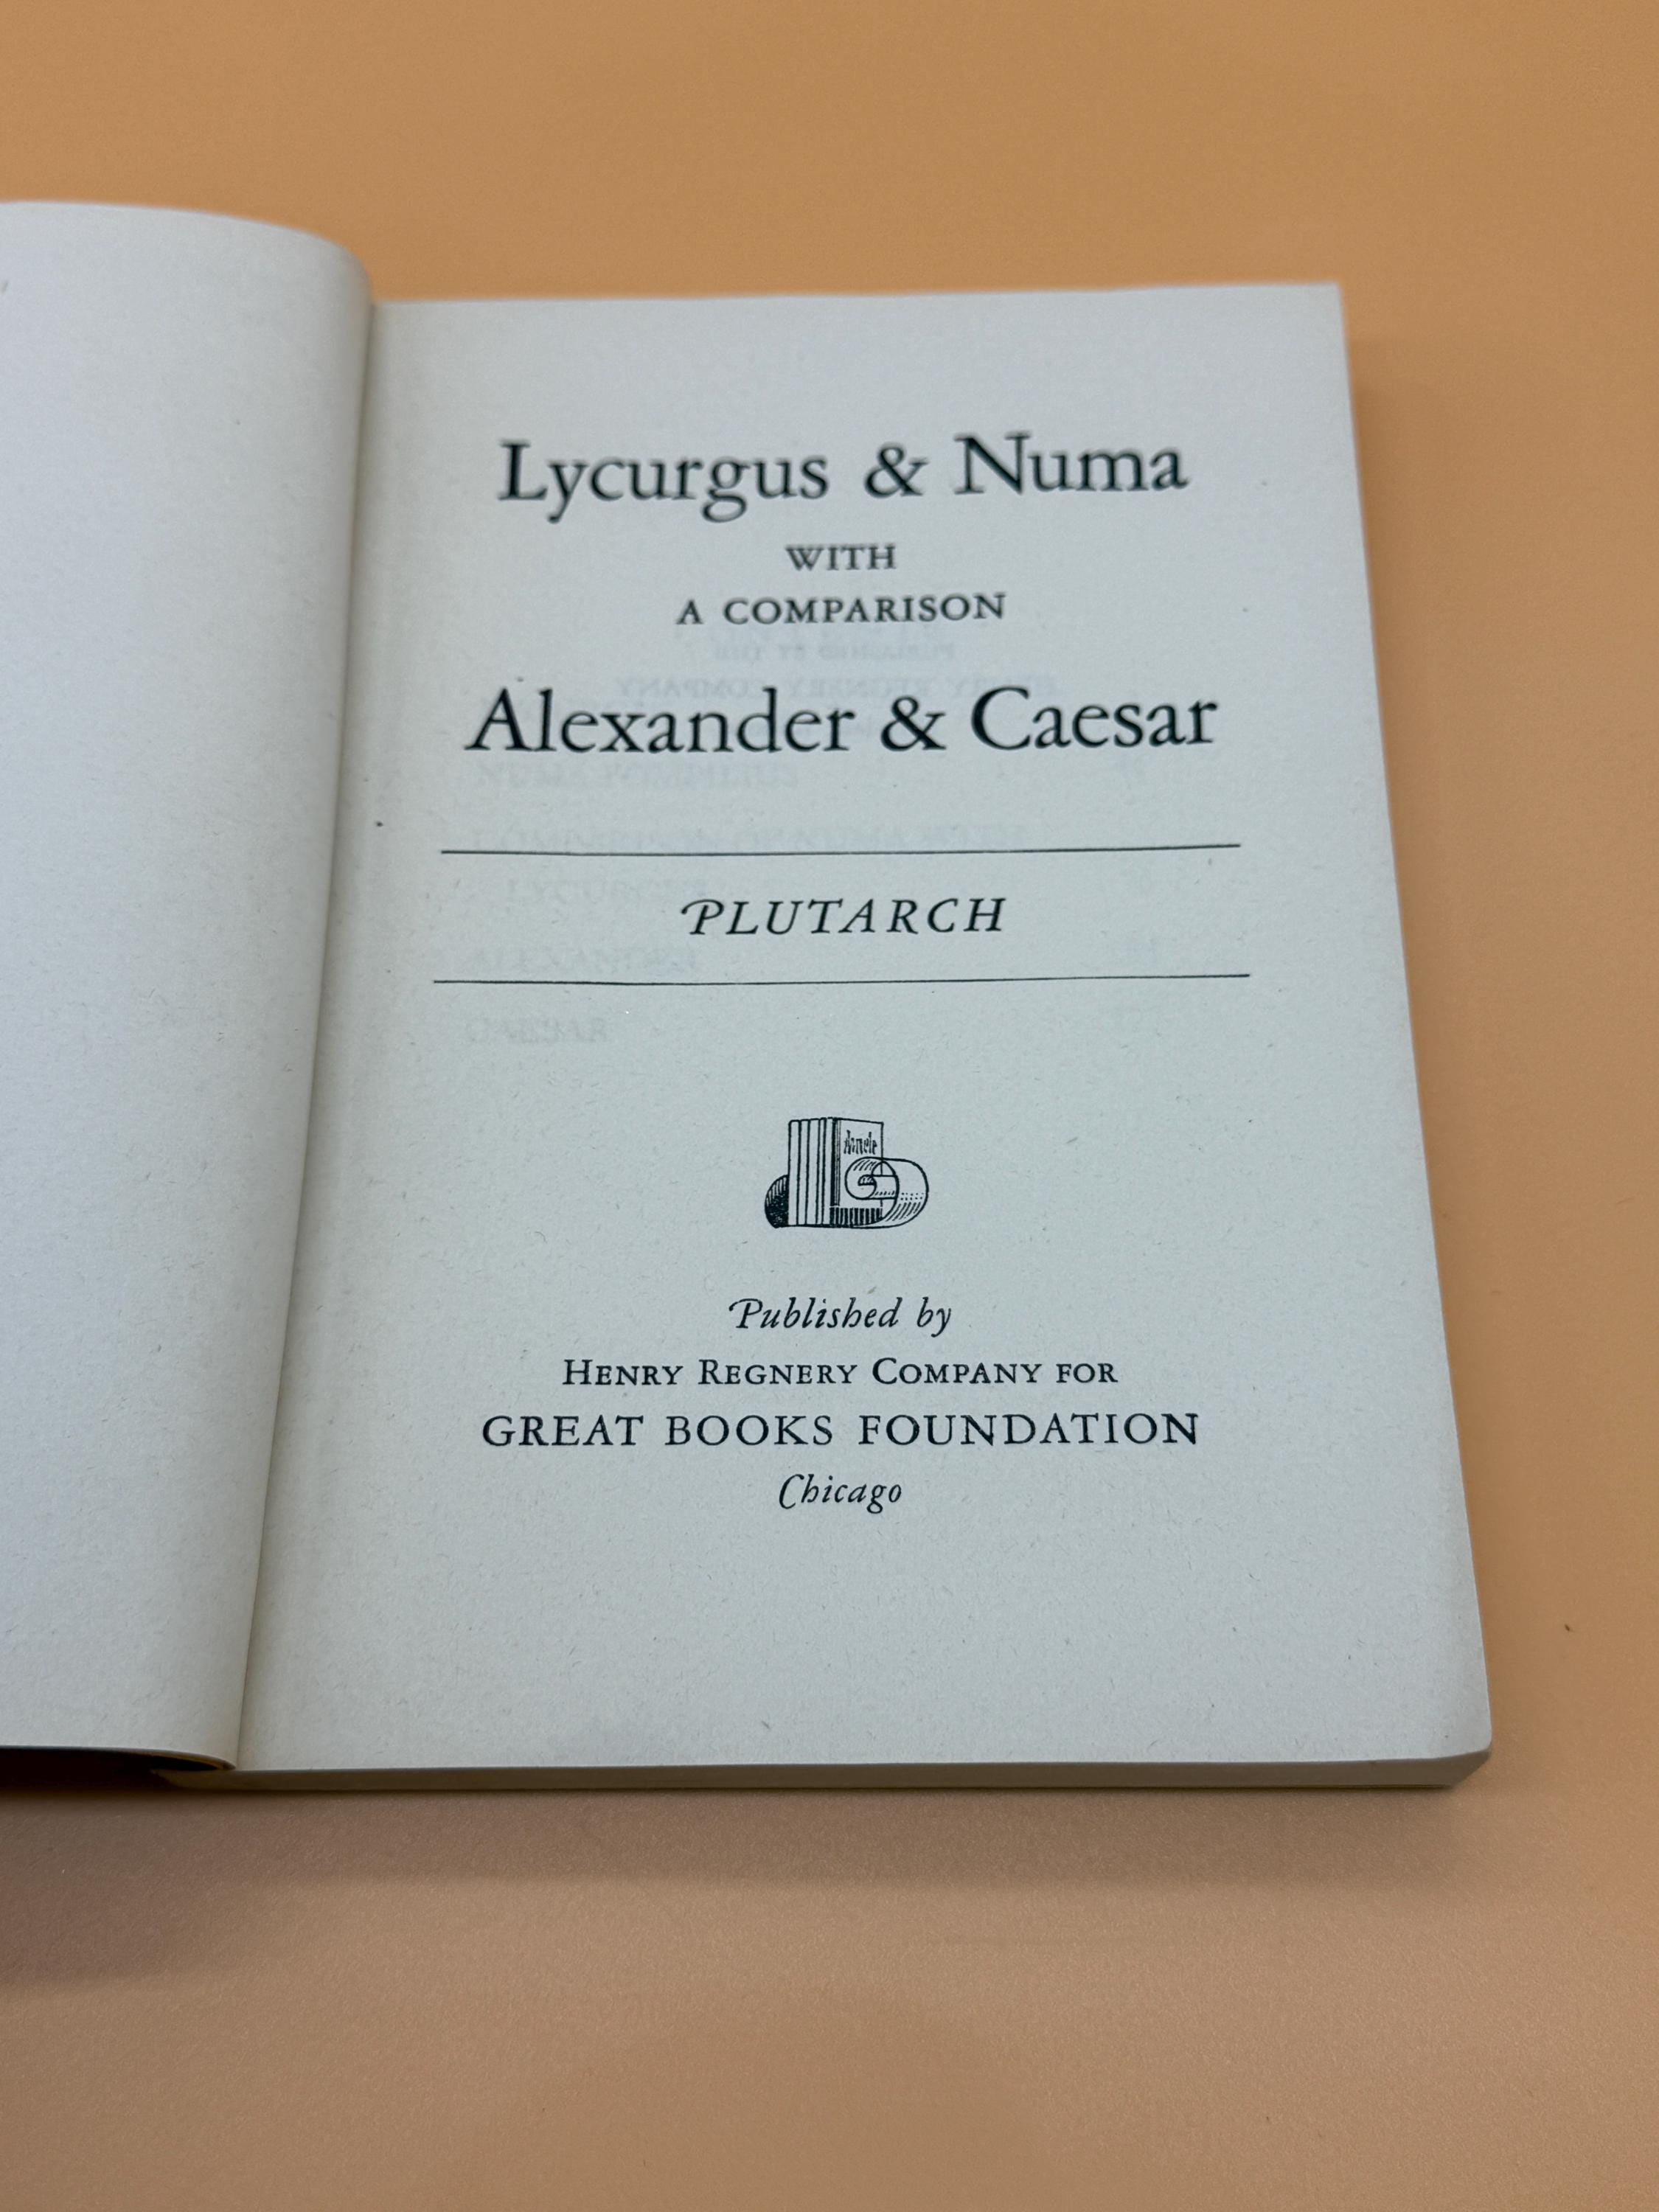 Lycurgus & Numa
WITH
A COMPARISON
Alexander & Caesar
PLUTARCH
Published by
HENRY REGNERY COMPANY FOR
GREAT BOOKS FOUNDATION
Chicago